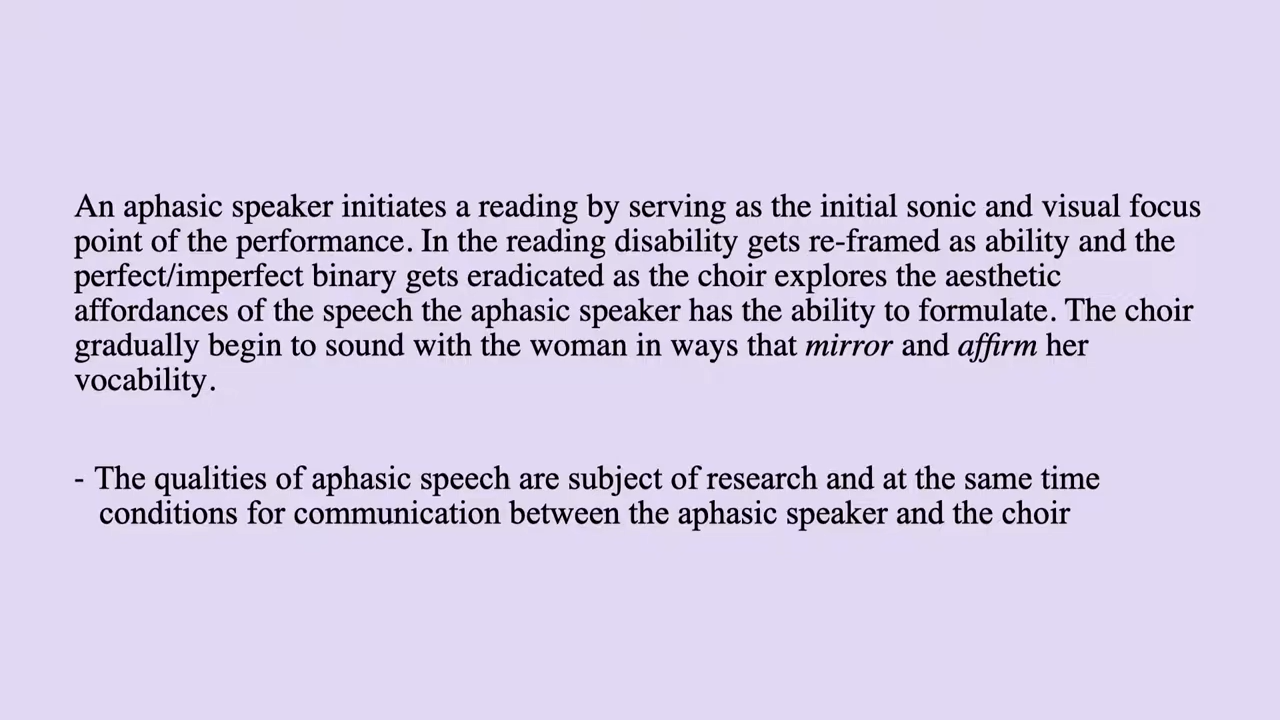 An aphasic speaker initiates a reading by serving as the initial sonic and visual focus
point of the performance. In the reading disability gets re-framed as ability and the
perfect/imperfect binary gets eradicated as the choir explores the aesthetic
affordances of the speech the aphasic speaker has the ability to formulate. The choir
gradually begin to sound with the woman in ways that mirror and affirm her
vocability.
- The qualities of aphasic speech are subject of research and at the same time
conditions for communication between the aphasic speaker and the choir